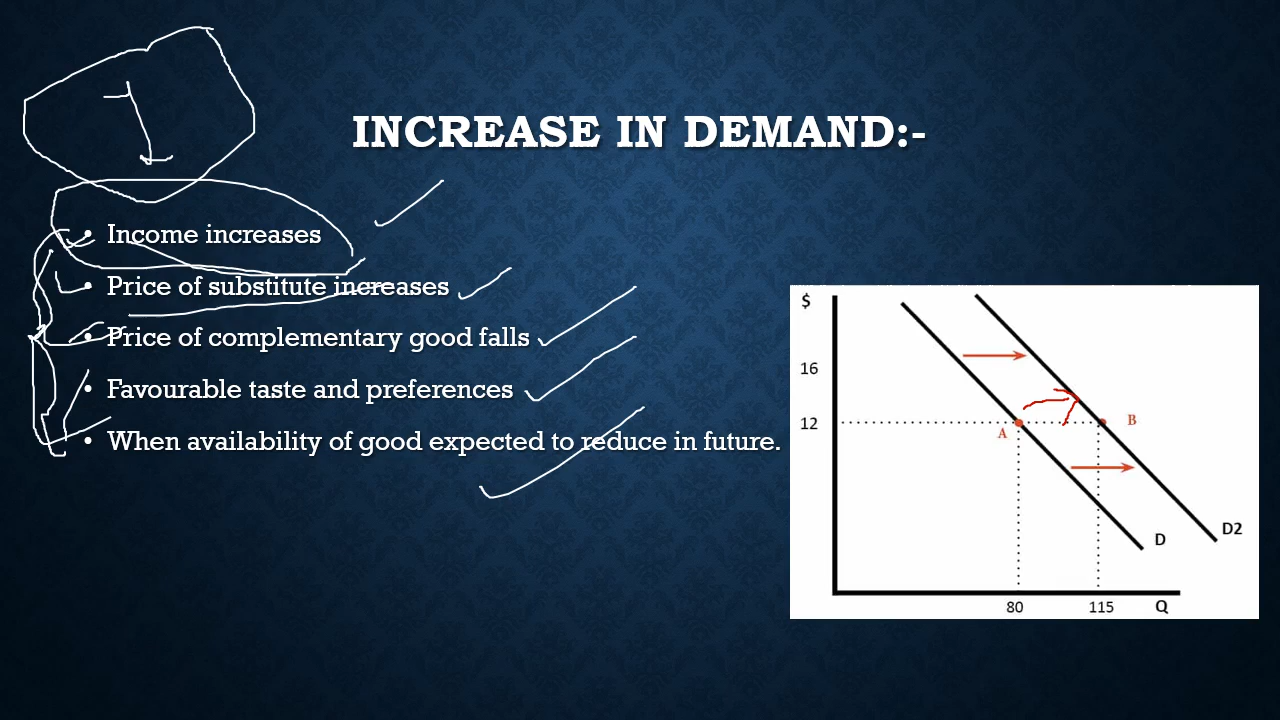 INCREASE IN DEMAND:-
• Income increases
• Price of substitute increases
• Price of complementary good falls
• Favourable taste and preferences
• When availability of good expected to reduce in future.
$
16
12
A
B
D
D2
80
115
Q